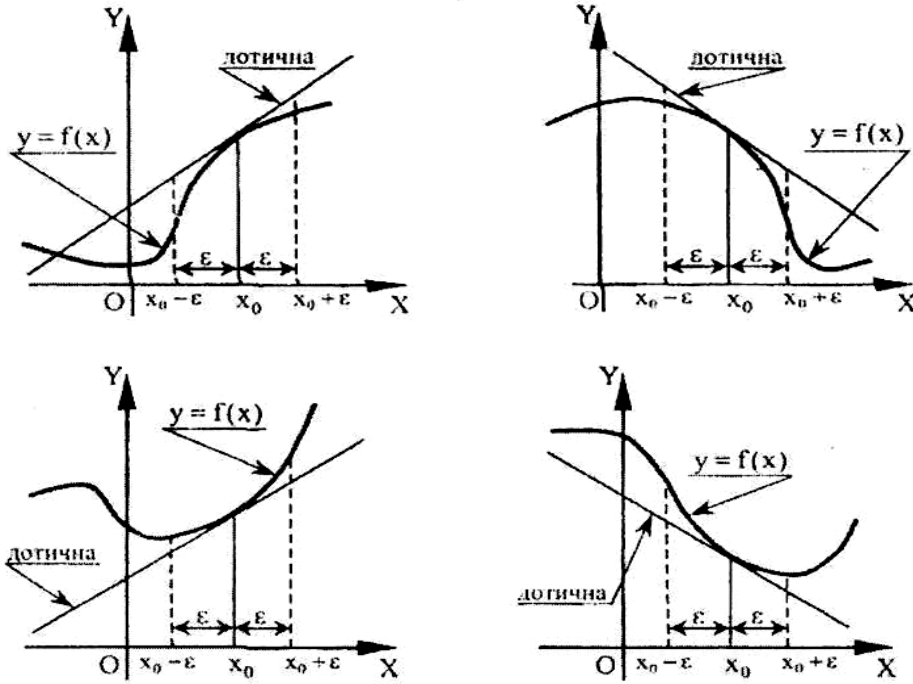 Y
дотична
y = f(x)
ε ε
O x₀ − ε x₀ x₀ + ε X
Y
дотична
y = f(x)
ε ε
O x₀ − ε x₀ x₀ + ε X
Y
y = f(x)
дотична
ε ε
O x₀ − ε x₀ x₀ + ε X
Y
y = f(x)
дотична
ε ε
O x₀ − ε x₀ x₀ + ε X